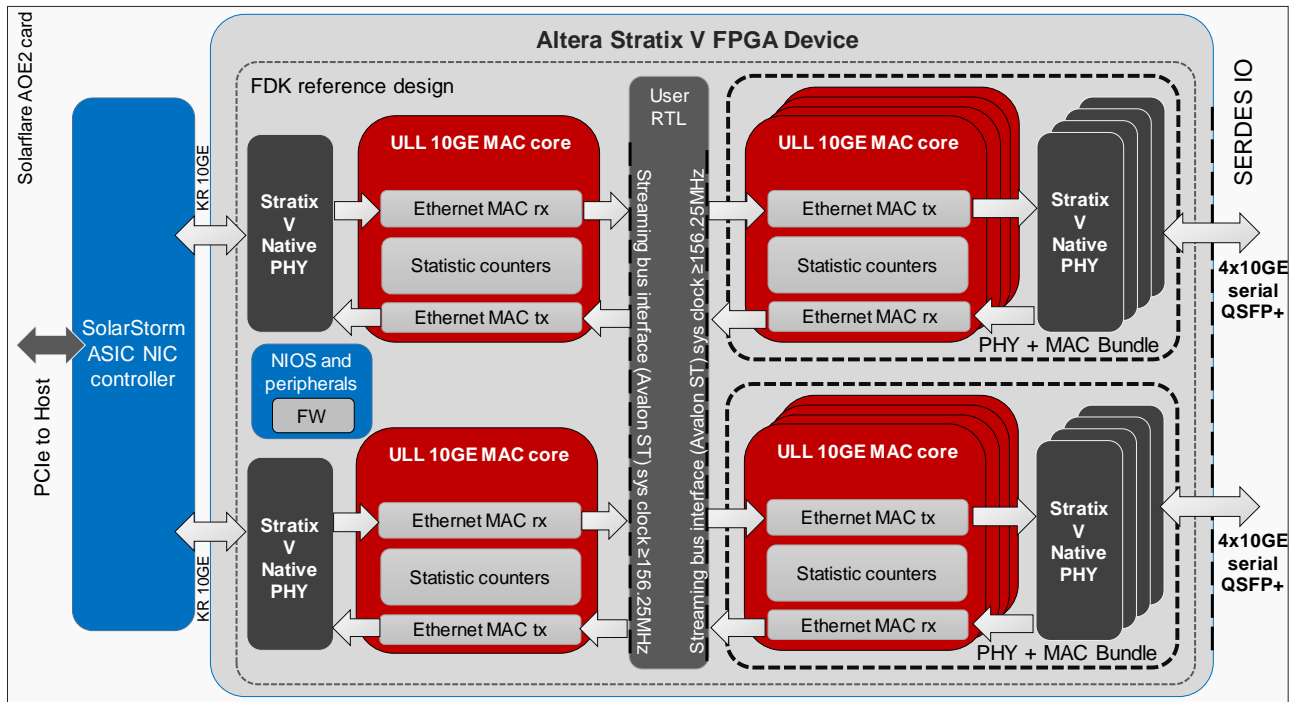 Solarflare AOE2 card
Altera Stratix V FPGA Device
FDK reference design
SERDES IO
User
RTL
KR 10GE
Stratix
V
Native
PHY
ULL 10GE MAC core
Ethernet MAC rx
Statistic counters
Ethernet MAC tx
Streaming bus interface (Avalon ST) sys clock ≥156.25MHz
Streaming bus interface (Avalon ST) sys clock ≥156.25MHz
ULL 10GE MAC core
Ethernet MAC tx
Statistic counters
Ethernet MAC rx
Stratix
V
Native
PHY
PHY + MAC Bundle
4x10GE
serial
QSFP+
SolarStorm
ASIC NIC
controller
PCIe to Host
NIOS and
peripherals
FW
KR 10GE
Stratix
V
Native
PHY
ULL 10GE MAC core
Ethernet MAC rx
Statistic counters
Ethernet MAC tx
ULL 10GE MAC core
Ethernet MAC tx
Statistic counters
Ethernet MAC rx
Stratix
V
Native
PHY
PHY + MAC Bundle
4x10GE
serial
QSFP+